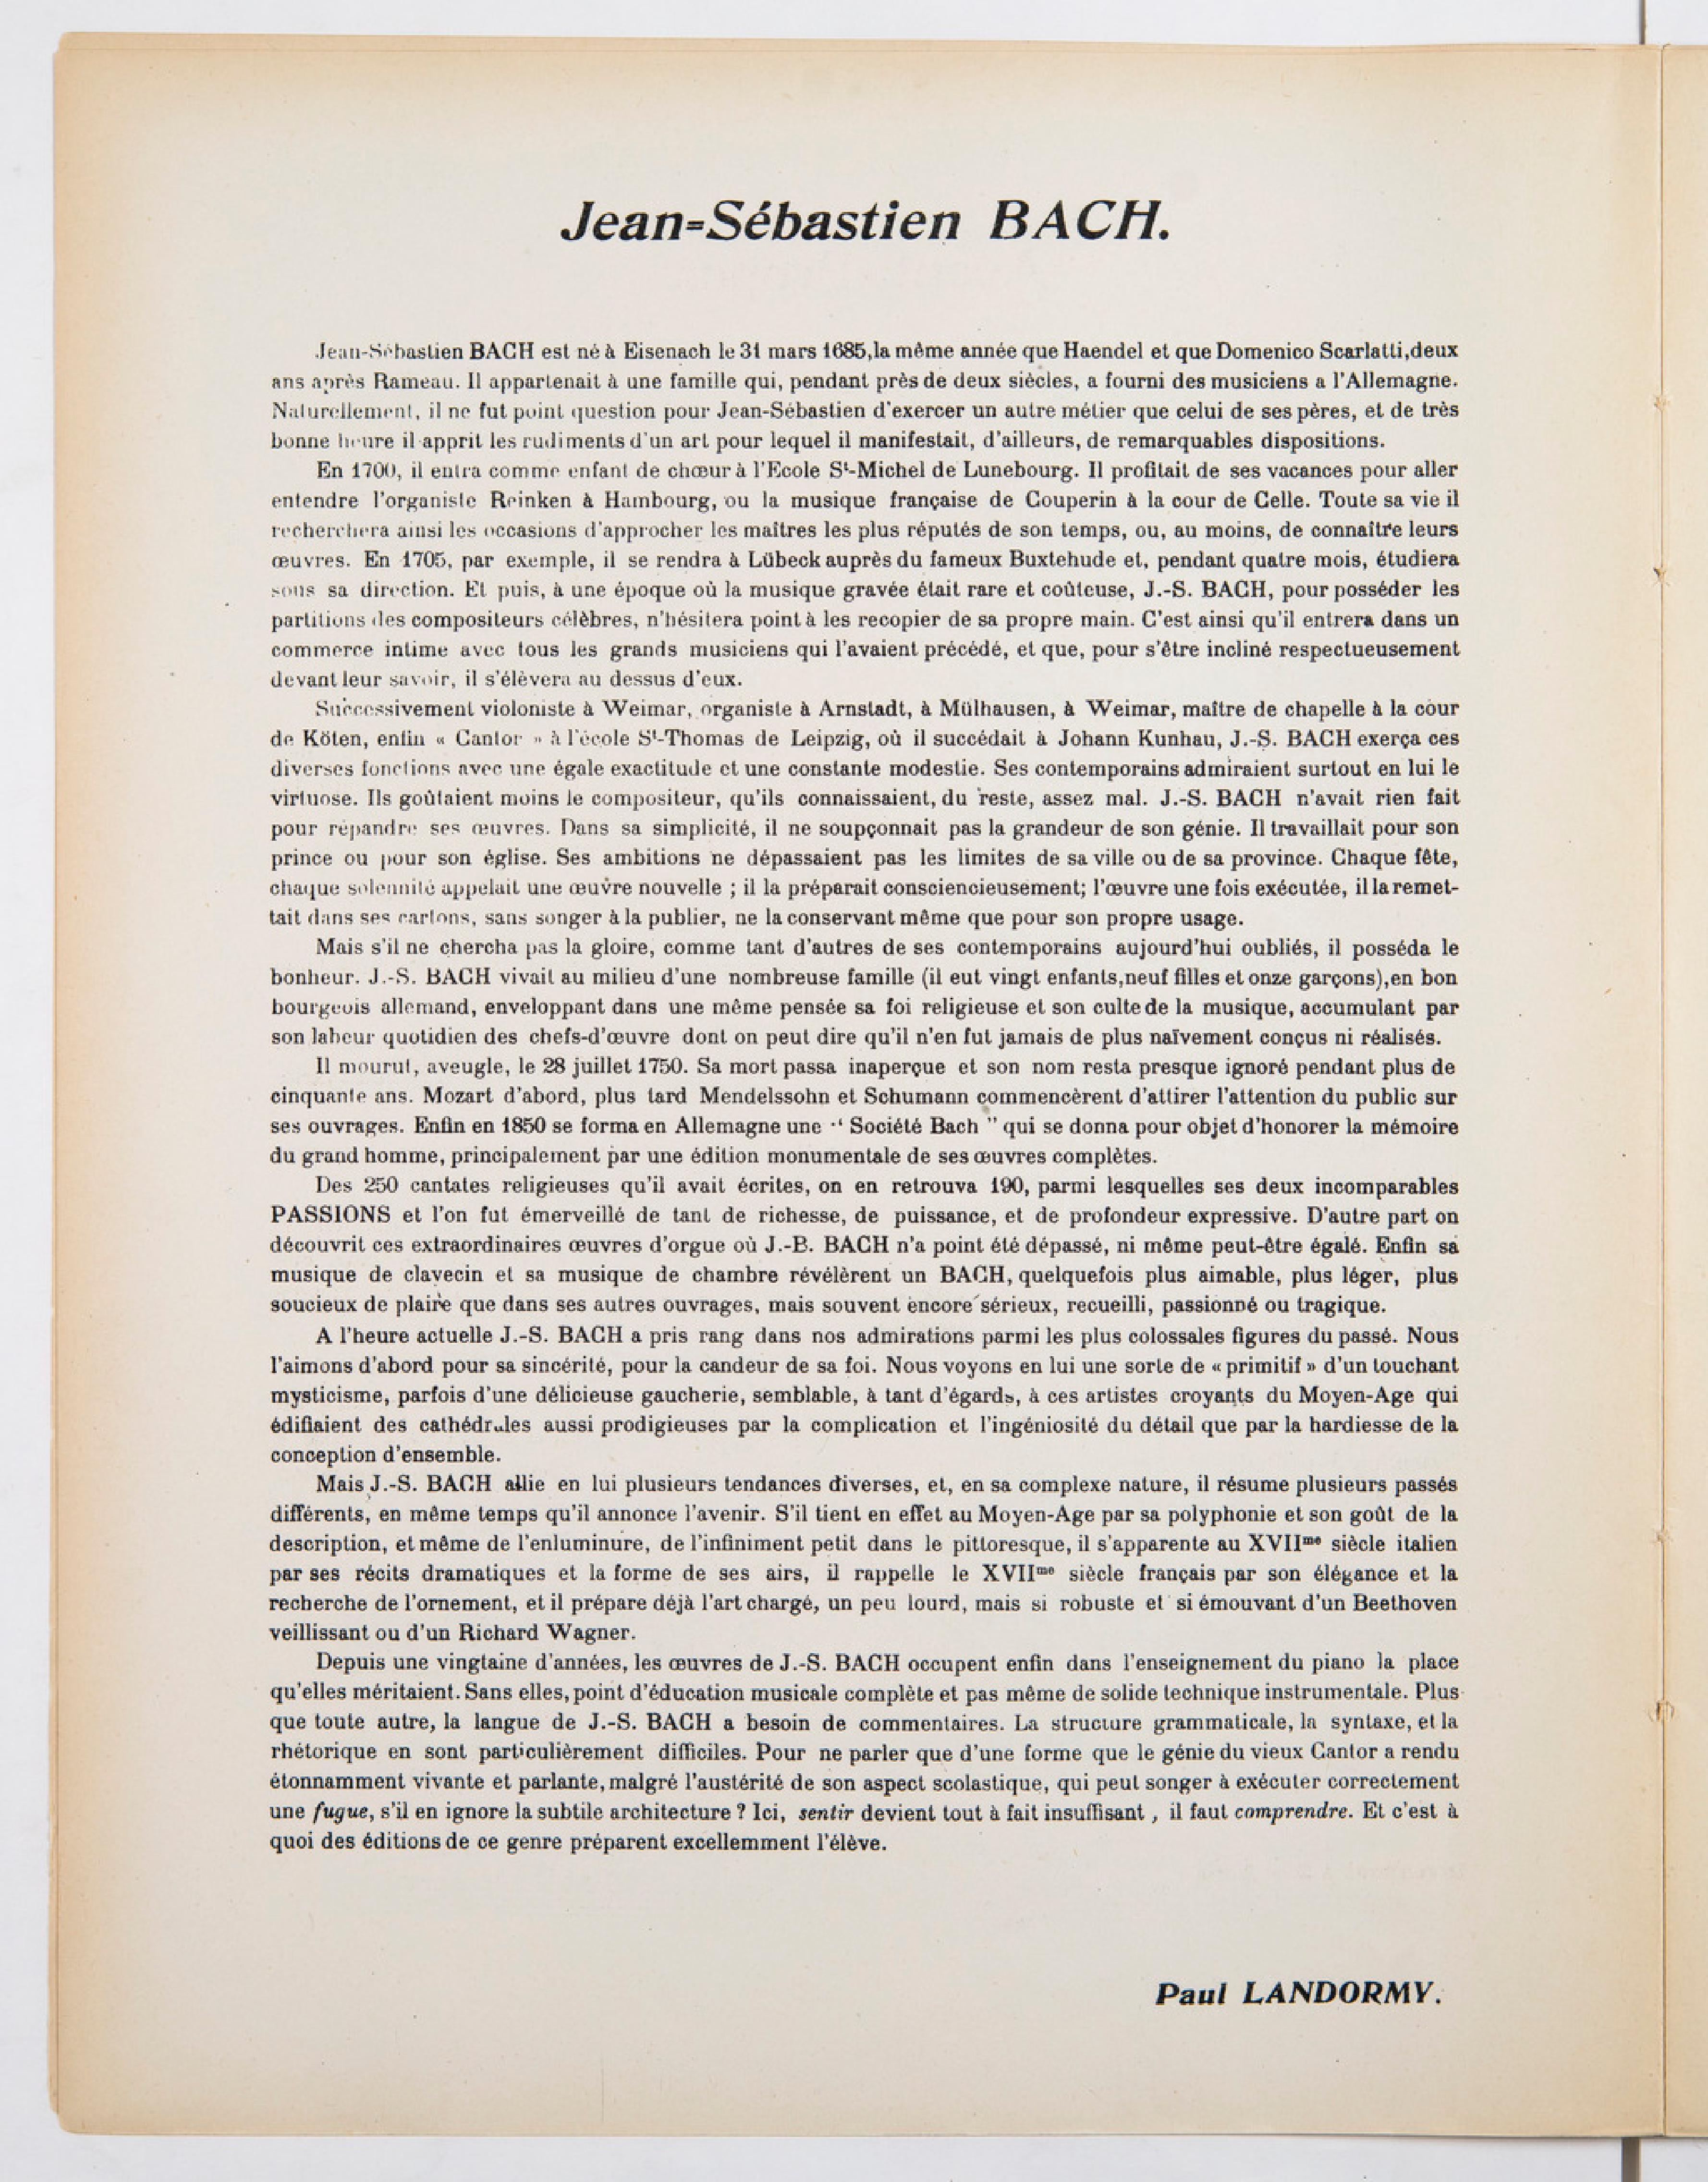 Jean-Sébastien BACH.
Jean-Sébastien BACH est né à Eisenach le 31 mars 1685, la même année que Haendel et que Domenico Scarlatti, deux
ans après Rameau. Il appartenait à une famille qui, pendant près de deux siècles, a fourni des musiciens a l'Allemagne.
Naturellement, il ne fut point question pour Jean-Sébastien d'exercer un autre métier que celui de ses pères, et de très
bonne heure il apprit les rudiments d'un art pour lequel il manifestait, d'ailleurs, de remarquables dispositions.
En 1700, il entra comme enfant de chœur à l'Ecole St-Michel de Lunebourg. Il profitait de ses vacances pour aller
entendre l'organiste Reinken à Hambourg, ou la musique française de Couperin à la cour de Celle. Toute sa vie il
recherchera ainsi les occasions d'approcher les maîtres les plus réputés de son temps, ou, au moins, de connaître leurs
œuvres. En 1705, par exemple, il se rendra à Lübeck auprès du fameux Buxtehude et, pendant quatre mois, étudiera
sous sa direction. Et puis, à une époque où la musique gravée était rare et coûteuse, J.-S. BACH, pour posséder les
partitions des compositeurs célèbres, n'hésitera point à les recopier de sa propre main. C'est ainsi qu'il entrera dans un
commerce intime avec tous les grands musiciens qui l'avaient précédé, et que, pour s'être incliné respectueusement
devant leur savoir, il s'élèvera au dessus d'eux.
Successivement violoniste à Weimar, organiste à Arnstadt, à Mülhausen, à Weimar, maître de chapelle à la cour
de Köten, enfin « Cantor » à l'école St-Thomas de Leipzig, où il succédait à Johann Kunhau, J.-S. BACH exerça ces
diverses fonctions avec une égale exactitude et une constante modestie. Ses contemporains admiraient surtout en lui le
virtuose. Ils goûtaient moins le compositeur, qu'ils connaissaient, du reste, assez mal. J.-S. BACH n'avait rien fait
pour répandre ses œuvres. Dans sa simplicité, il ne soupçonnait pas la grandeur de son génie. Il travaillait pour son
prince ou pour son église. Ses ambitions ne dépassaient pas les limites de sa ville ou de sa province. Chaque fête,
chaque solennité appelait une œuvre nouvelle ; il la préparait consciencieusement; l'œuvre une fois exécutée, il la remet-
tait dans ses cartons, sans songer à la publier, ne la conservant même que pour son propre usage.
Mais s'il ne chercha pas la gloire, comme tant d'autres de ses contemporains aujourd'hui oubliés, il posséda le
bonheur. J.-S. BACH vivait au milieu d'une nombreuse famille (il eut vingt enfants, neuf filles et onze garçons), en bon
bourgeois allemand, enveloppant dans une même pensée sa foi religieuse et son culte de la musique, accumulant par
son labeur quotidien des chefs-d'œuvre dont on peut dire qu'il n'en fut jamais de plus naïvement conçus ni réalisés.
Il mourut, aveugle, le 28 juillet 1750. Sa mort passa inaperçue et son nom resta presque ignoré pendant plus de
cinquante ans. Mozart d'abord, plus tard Mendelssohn et Schumann commencèrent d'attirer l'attention du public sur
ses ouvrages. Enfin en 1850 se forma en Allemagne une “ Société Bach ” qui se donna pour objet d'honorer la mémoire
du grand homme, principalement par une édition monumentale de ses œuvres complètes.
Des 250 cantates religieuses qu'il avait écrites, on en retrouva 190, parmi lesquelles ses deux incomparables
PASSIONS et l'on fut émerveillé de tant de richesse, de puissance, et de profondeur expressive. D'autre part on
découvrit ces extraordinaires œuvres d'orgue où J.-B. BACH n'a point été dépassé, ni même peut-être égalé. Enfin sa
musique de clavecin et sa musique de chambre révélèrent un BACH, quelquefois plus aimable, plus léger, plus
soucieux de plaire que dans ses autres ouvrages, mais souvent encore sérieux, recueilli, passionné ou tragique.
A l'heure actuelle J.-S. BACH a pris rang dans nos admirations parmi les plus colossales figures du passé. Nous
l'aimons d'abord pour sa sincérité, pour la candeur de sa foi. Nous voyons en lui une sorte de « primitif » d'un touchant
mysticisme, parfois d'une délicieuse gaucherie, semblable, à tant d'égards, à ces artistes croyants du Moyen-Age qui
édifiaient des cathédrales aussi prodigieuses par la complication et l'ingéniosité du détail que par la hardiesse de la
conception d'ensemble.
Mais J.-S. BACH allie en lui plusieurs tendances diverses, et, en sa complexe nature, il résume plusieurs passés
différents, en même temps qu'il annonce l'avenir. S'il tient en effet au Moyen-Age par sa polyphonie et son goût de la
description, et même de l'enluminure, de l'infiniment petit dans le pittoresque, il s'apparente au XVIIme siècle italien
par ses récits dramatiques et la forme de ses airs, il rappelle le XVIIme siècle français par son élégance et la
recherche de l'ornement, et il prépare déjà l'art chargé, un peu lourd, mais si robuste et si émouvant d'un Beethoven
veillissant ou d'un Richard Wagner.
Depuis une vingtaine d'années, les œuvres de J.-S. BACH occupent enfin dans l'enseignement du piano la place
qu'elles méritaient. Sans elles, point d'éducation musicale complète et pas même de solide technique instrumentale. Plus
que toute autre, la langue de J.-S. BACH a besoin de commentaires. La structure grammaticale, la syntaxe, et la
rhétorique en sont particulièrement difficiles. Pour ne parler que d'une forme que le génie du vieux Cantor a rendu
étonnamment vivante et parlante, malgré l'austérité de son aspect scolastique, qui peut songer à exécuter correctement
une fugue, s'il en ignore la subtile architecture ? Ici, sentir devient tout à fait insuffisant , il faut comprendre. Et c'est à
quoi des éditions de ce genre préparent excellemment l'élève.
Paul LANDORMY.